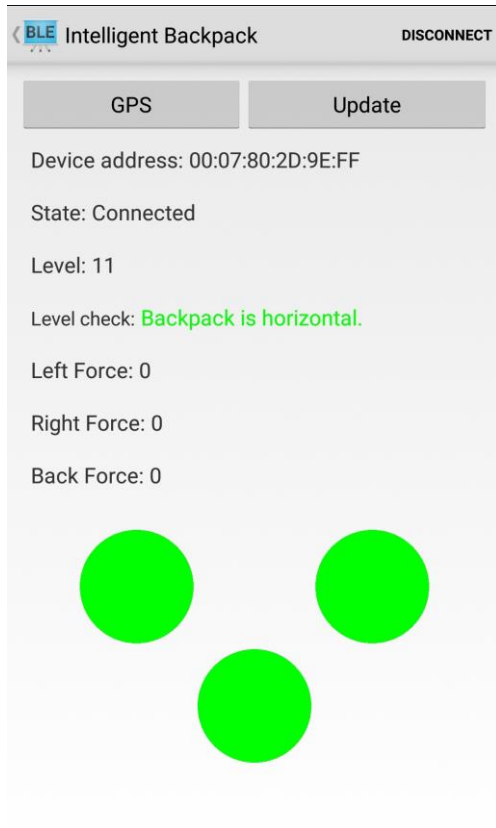 BLE Intelligent Backpack DISCONNECT
GPS Update
Device address: 00:07:80:2D:9E:FF
State: Connected
Level: 11
Level check: Backpack is horizontal.
Left Force: 0
Right Force: 0
Back Force: 0